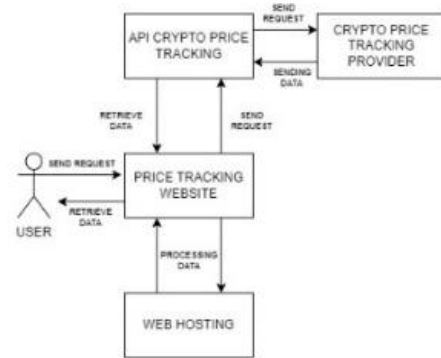 SEND
REQUEST
API CRYPTO PRICE
TRACKING
CRYPTO PRICE
TRACKING
PROVIDER
SENDING
DATA
RETRIEVE
DATA
SEND
REQUEST
SEND REQUEST
PRICE TRACKING
WEBSITE
RETRIEVE
DATA
USER
PROCESSING
DATA
WEB HOSTING